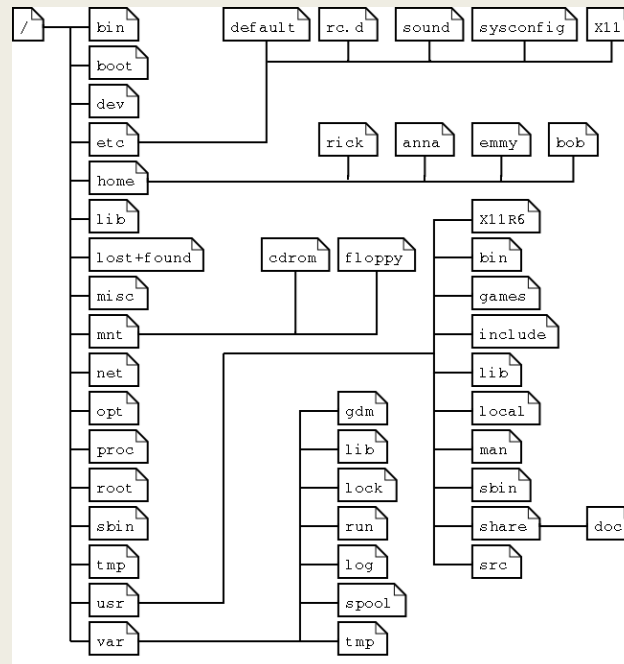 /
bin
default
rc.d
sound
sysconfig
X11
boot
dev
etc
rick
anna
emmy
bob
home
lib
X11R6
lost+found
cdrom
floppy
bin
misc
games
mnt
include
net
lib
opt
gdm
local
proc
lib
man
root
lock
sbin
sbin
run
share
doc
tmp
log
src
usr
spool
var
tmp